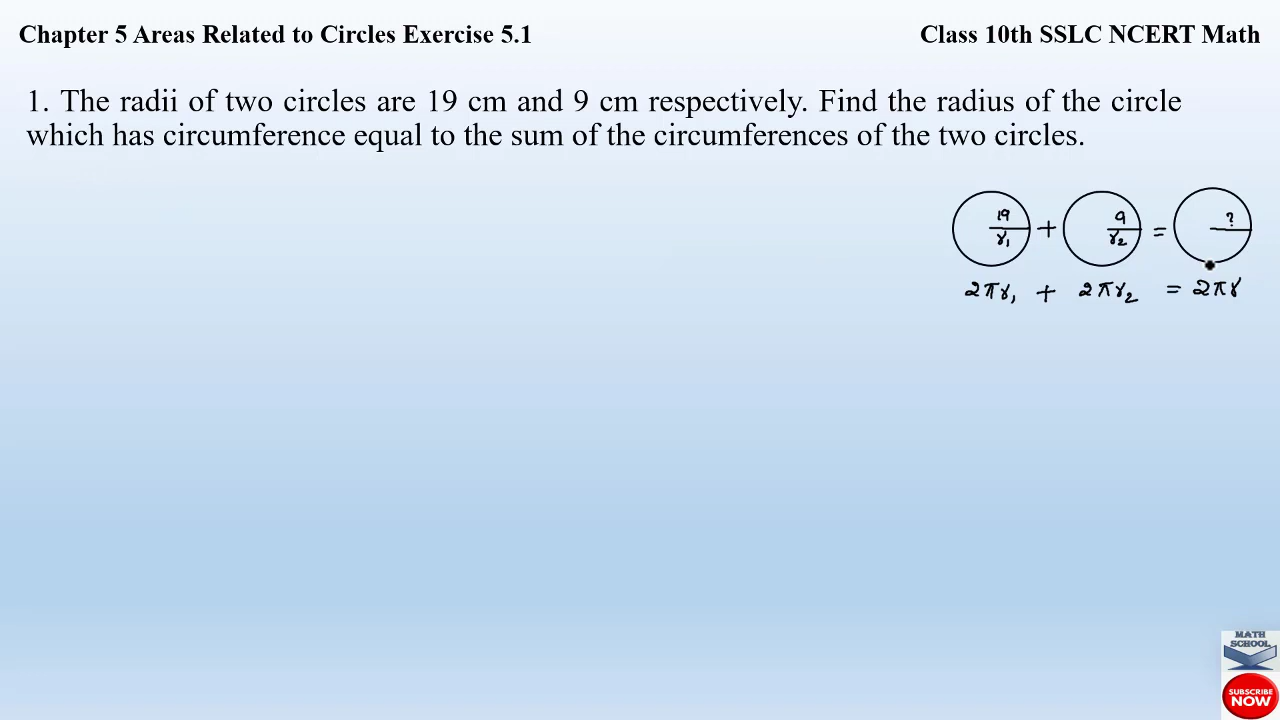 Chapter 5 Areas Related to Circles Exercise 5.1
Class 10th SSLC NCERT Math
1. The radii of two circles are 19 cm and 9 cm respectively. Find the radius of the circle
which has circumference equal to the sum of the circumferences of the two circles.
19 + 9 = ?
r₁ r₂
2πr₁ + 2πr₂ = 2πr
MATH
SCHOOL
SUBSCRIBE
NOW